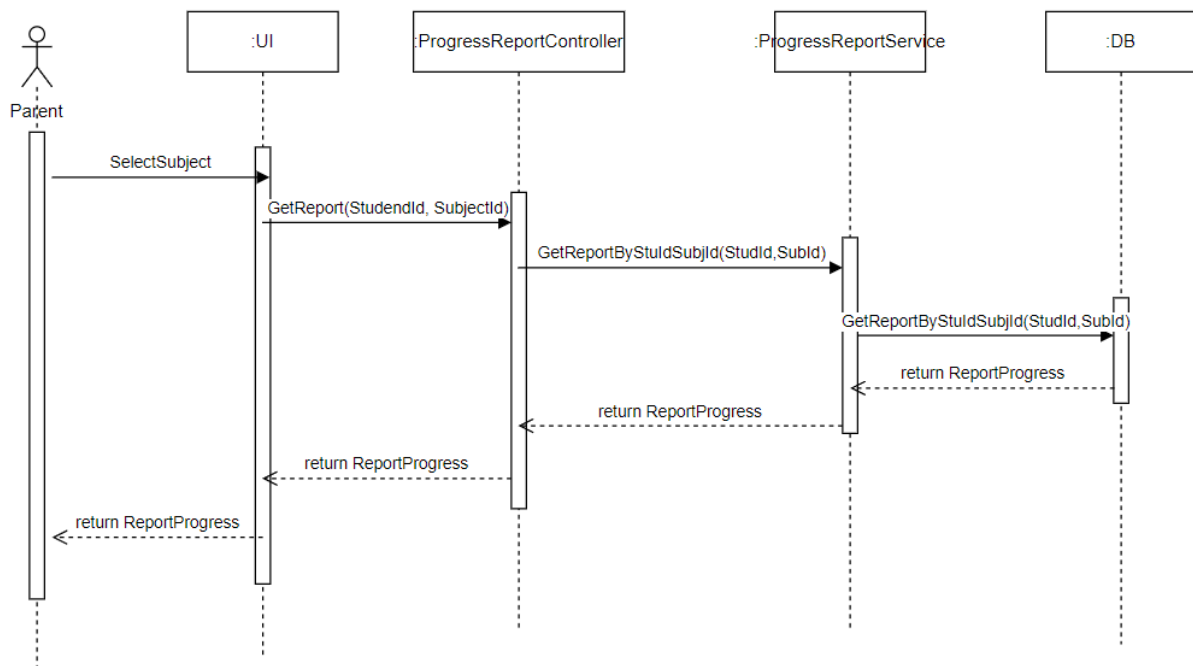 :UI
:ProgressReportController
:ProgressReportService
:DB
Parent
SelectSubject
GetReport(StudendId, SubjectId)
GetReportByStuIdSubjId(StudId,SubId)
GetReportByStuIdSubjId(StudId,SubId)
return ReportProgress
return ReportProgress
return ReportProgress
return ReportProgress